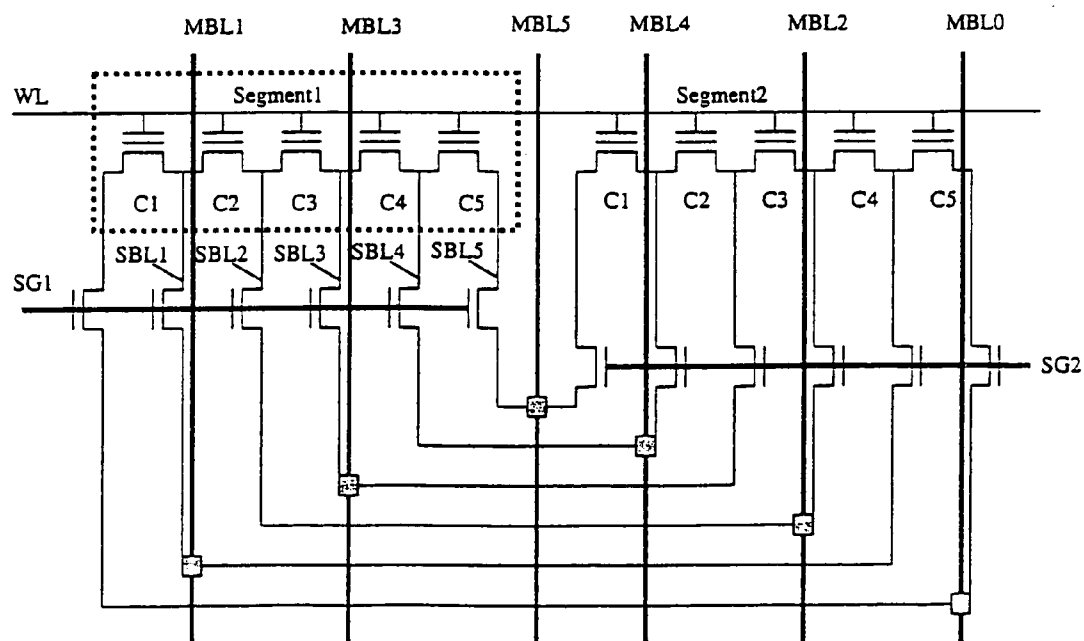 MBL1 MBL3 MBL5 MBL4 MBL2 MBL0
WL Segment1 Segment2
C1 C2 C3 C4 C5 C1 C2 C3 C4 C5
SBL1 SBL2 SBL3 SBL4 SBL5
SG1
SG2